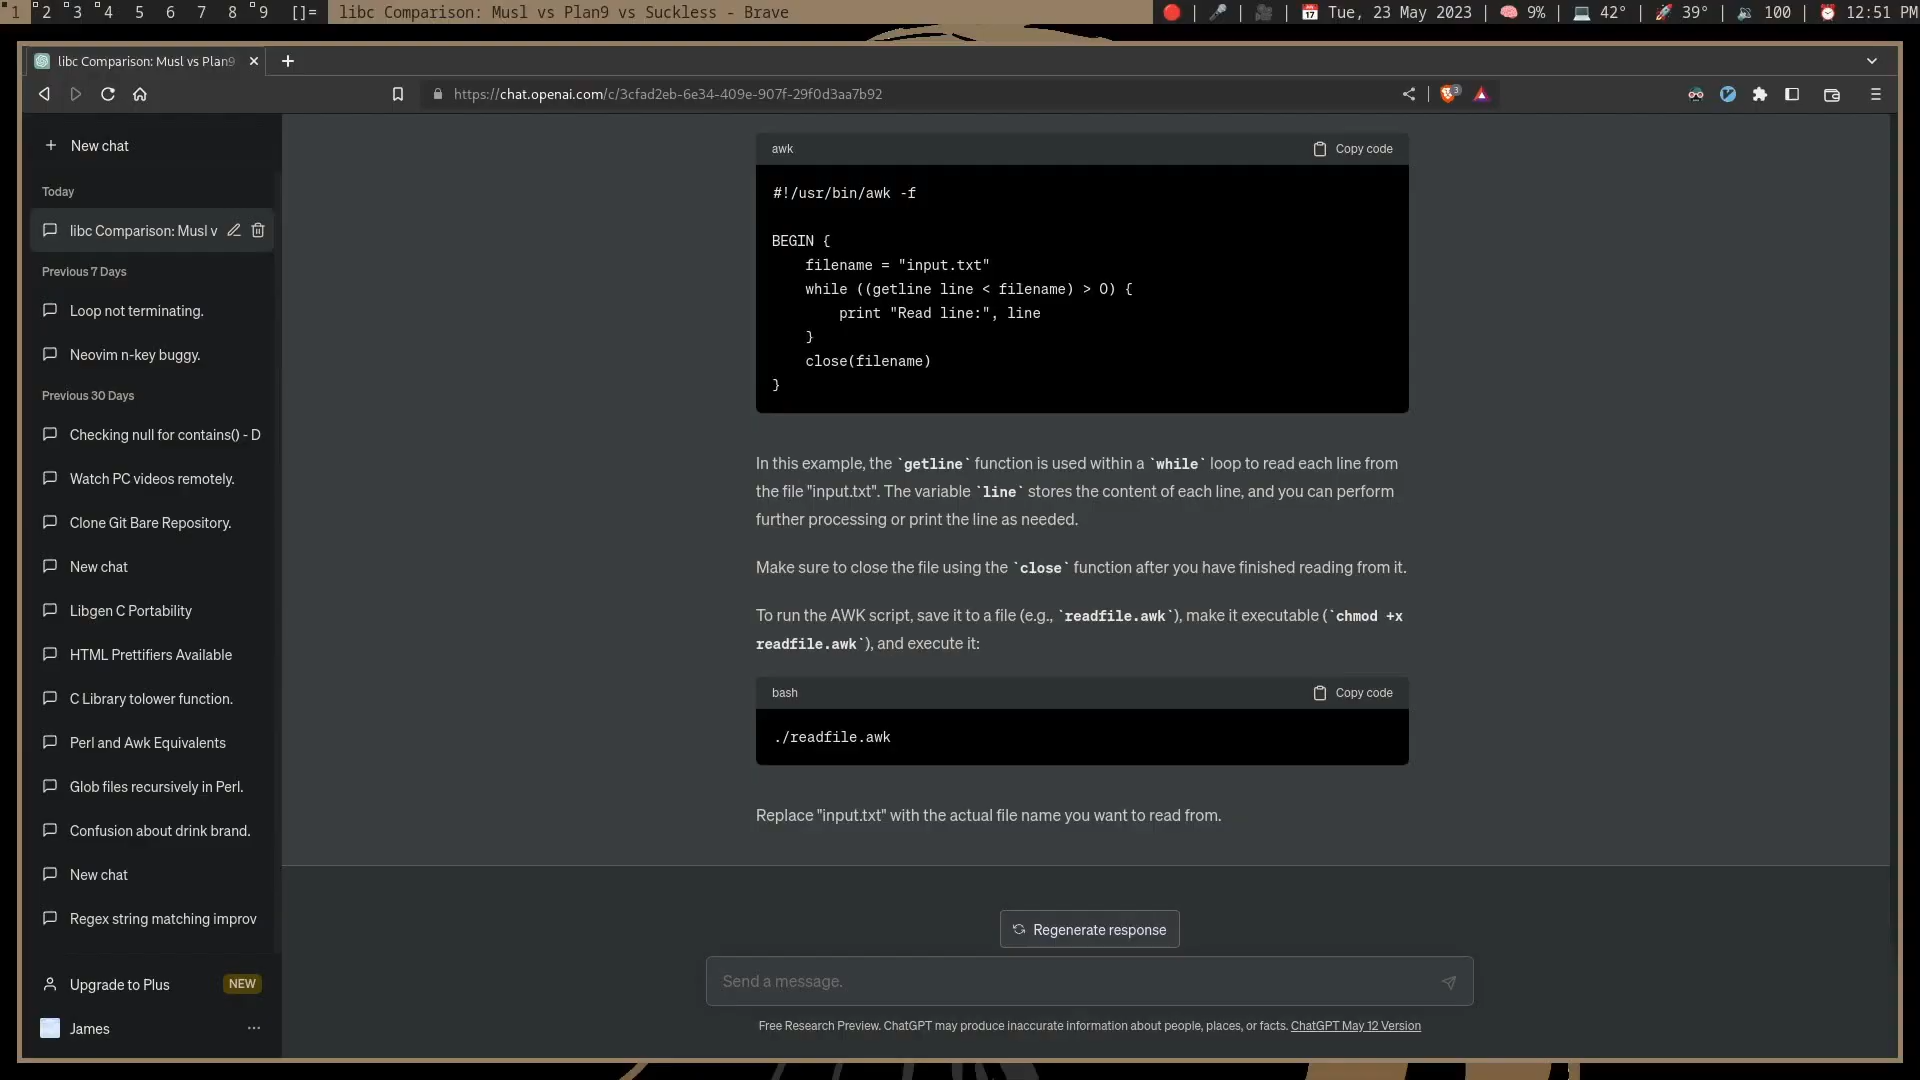 1 2 3 4 5 6 7 8 9 []= libc Comparison: Musl vs Plan9 vs Suckless - Brave | | Tue, 23 May 2023 | 9% | 42° | 39° | 100 | 12:51 PM
libc Comparison: Musl vs Plan9
https://chat.openai.com/c/3cfad2eb-6e34-409e-907f-29f0d3aa7b92
3
New chat
Today
libc Comparison: Musl v
Previous 7 Days
Loop not terminating.
Neovim n-key buggy.
Previous 30 Days
Checking null for contains() - D
Watch PC videos remotely.
Clone Git Bare Repository.
New chat
Libgen C Portability
HTML Prettifiers Available
C Library tolower function.
Perl and Awk Equivalents
Glob files recursively in Perl.
Confusion about drink brand.
New chat
Regex string matching improv
Upgrade to Plus NEW
James
awk Copy code
#!/usr/bin/awk -f
BEGIN {
    filename = "input.txt"
    while ((getline line < filename) > 0) {
        print "Read line:", line
    }
    close(filename)
}
In this example, the `getline` function is used within a `while` loop to read each line from
the file "input.txt". The variable `line` stores the content of each line, and you can perform
further processing or print the line as needed.
Make sure to close the file using the `close` function after you have finished reading from it.
To run the AWK script, save it to a file (e.g., `readfile.awk`), make it executable (`chmod +x
readfile.awk`), and execute it:
bash Copy code
./readfile.awk
Replace "input.txt" with the actual file name you want to read from.
Regenerate response
Send a message.
Free Research Preview. ChatGPT may produce inaccurate information about people, places, or facts. ChatGPT May 12 Version